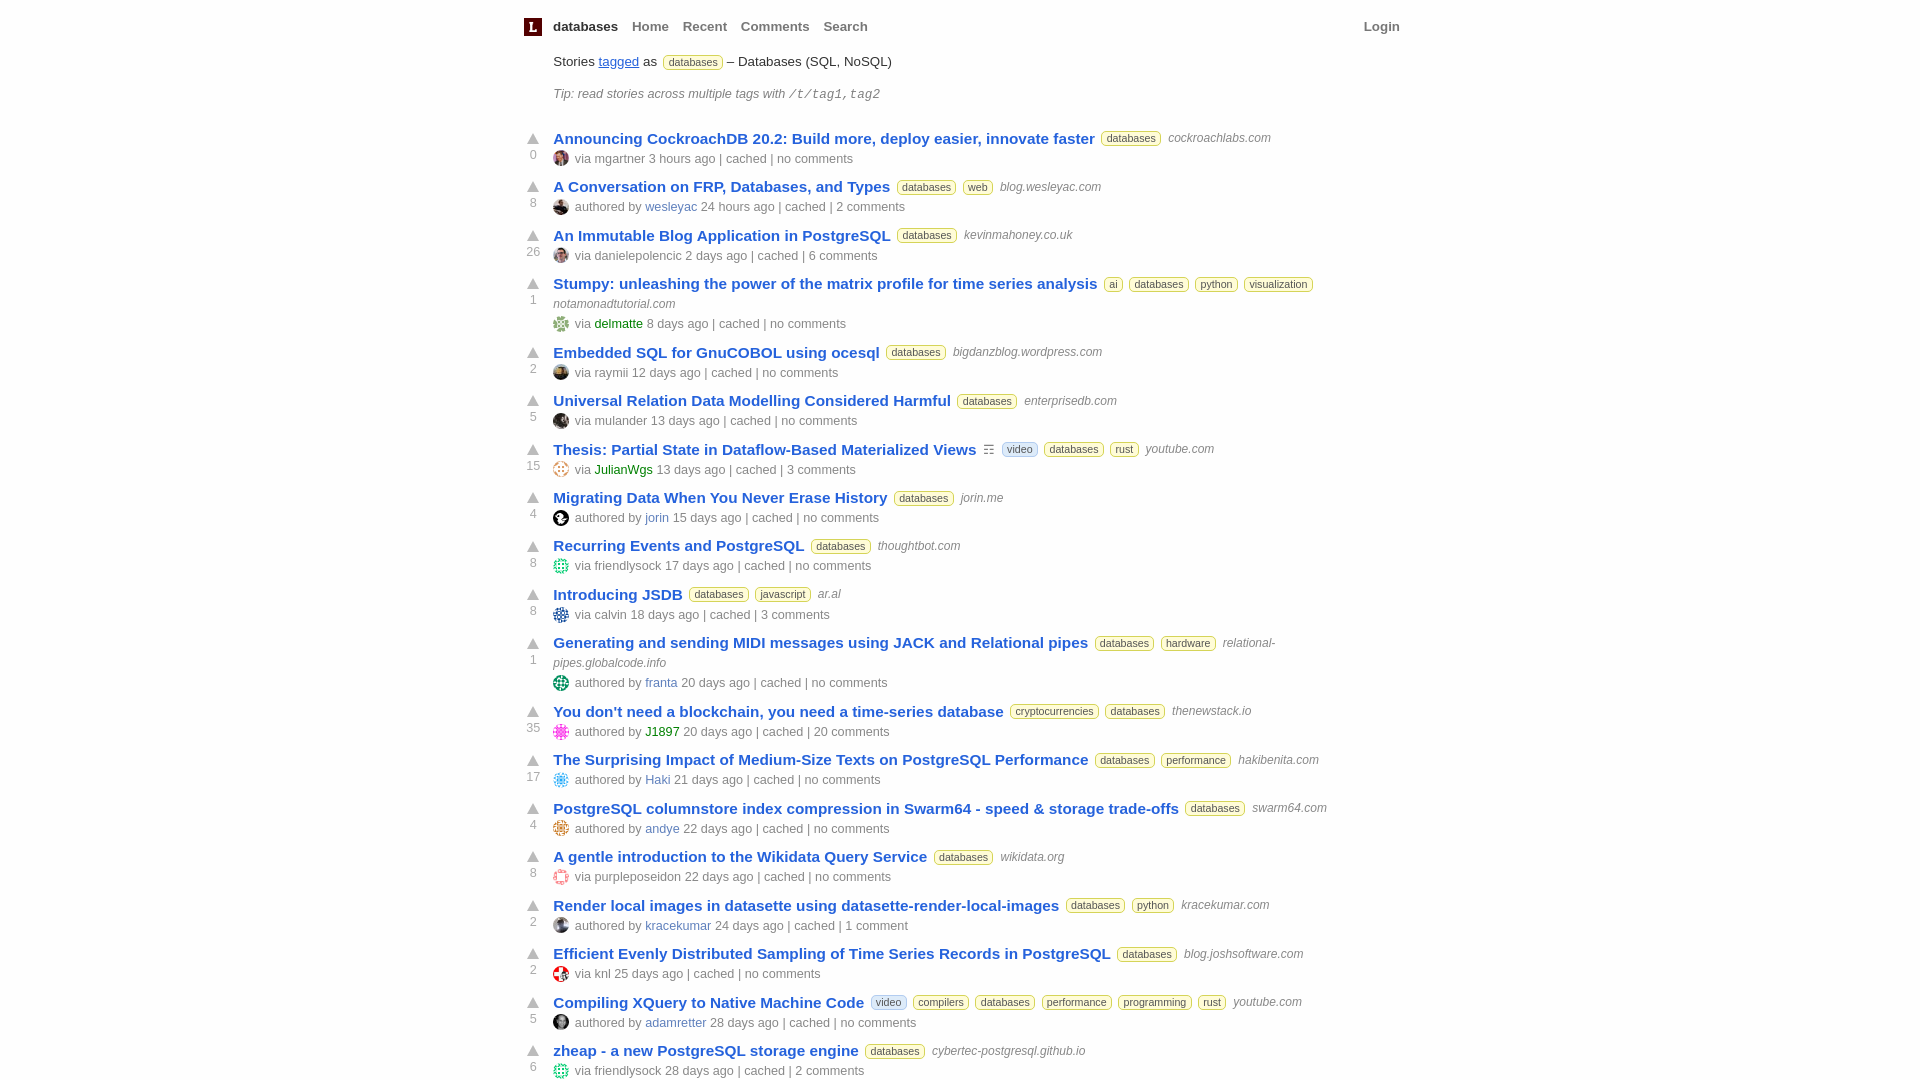 L databases Home Recent Comments Search Login
Stories tagged as databases – Databases (SQL, NoSQL)
Tip: read stories across multiple tags with /t/tag1,tag2
Announcing CockroachDB 20.2: Build more, deploy easier, innovate faster databases cockroachlabs.com
0 via mgartner 3 hours ago | cached | no comments
A Conversation on FRP, Databases, and Types databases web blog.wesleyac.com
8 authored by wesleyac 24 hours ago | cached | 2 comments
An Immutable Blog Application in PostgreSQL databases kevinmahoney.co.uk
26 via danielepolencic 2 days ago | cached | 6 comments
Stumpy: unleashing the power of the matrix profile for time series analysis ai databases python visualization
1 notamonadtutorial.com
via delmatte 8 days ago | cached | no comments
Embedded SQL for GnuCOBOL using ocesql databases bigdanzblog.wordpress.com
2 via raymii 12 days ago | cached | no comments
Universal Relation Data Modelling Considered Harmful databases enterprisedb.com
5 via mulander 13 days ago | cached | no comments
Thesis: Partial State in Dataflow-Based Materialized Views ☶ video databases rust youtube.com
15 via JulianWgs 13 days ago | cached | 3 comments
Migrating Data When You Never Erase History databases jorin.me
4 authored by jorin 15 days ago | cached | no comments
Recurring Events and PostgreSQL databases thoughtbot.com
8 via friendlysock 17 days ago | cached | no comments
Introducing JSDB databases javascript ar.al
8 via calvin 18 days ago | cached | 3 comments
Generating and sending MIDI messages using JACK and Relational pipes databases hardware relational-
1 pipes.globalcode.info
authored by franta 20 days ago | cached | no comments
You don't need a blockchain, you need a time-series database cryptocurrencies databases thenewstack.io
35 authored by J1897 20 days ago | cached | 20 comments
The Surprising Impact of Medium-Size Texts on PostgreSQL Performance databases performance hakibenita.com
17 authored by Haki 21 days ago | cached | no comments
PostgreSQL columnstore index compression in Swarm64 - speed & storage trade-offs databases swarm64.com
4 authored by andye 22 days ago | cached | no comments
A gentle introduction to the Wikidata Query Service databases wikidata.org
8 via purpleposeidon 22 days ago | cached | no comments
Render local images in datasette using datasette-render-local-images databases python kracekumar.com
2 authored by kracekumar 24 days ago | cached | 1 comment
Efficient Evenly Distributed Sampling of Time Series Records in PostgreSQL databases blog.joshsoftware.com
2 via knl 25 days ago | cached | no comments
Compiling XQuery to Native Machine Code video compilers databases performance programming rust youtube.com
5 authored by adamretter 28 days ago | cached | no comments
zheap - a new PostgreSQL storage engine databases cybertec-postgresql.github.io
6 via friendlysock 28 days ago | cached | 2 comments